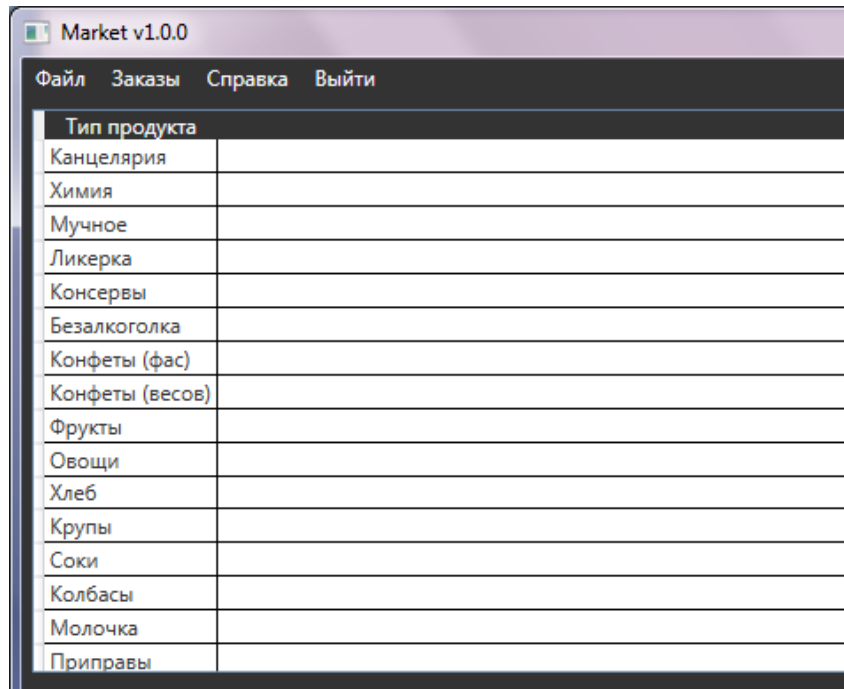 Market v1.0.0
Файл Заказы Справка Выйти
Тип продукта
Канцелярия
Химия
Мучное
Ликерка
Консервы
Безалкоголка
Конфеты (фас)
Конфеты (весов)
Фрукты
Овощи
Хлеб
Крупы
Соки
Колбасы
Молочка
Приправы